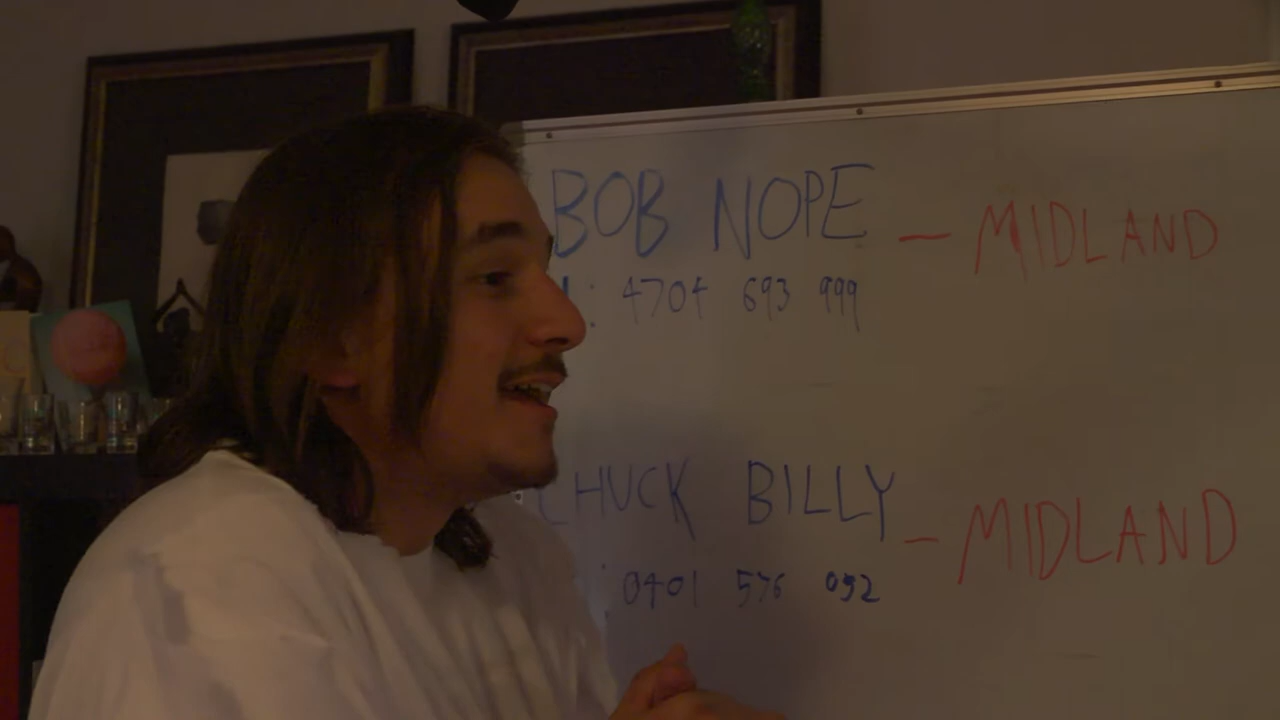 BOB NOPE - MIDLAND
: 4704 693 999
CHUCK BILLY - MIDLAND
: 0401 576 092